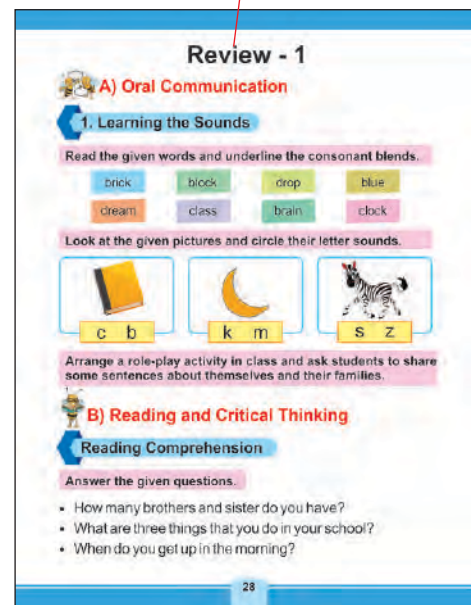 Review - 1
A) Oral Communication
1. Learning the Sounds
Read the given words and underline the consonant blends.
brick block drop blue
dream class brain clock
Look at the given pictures and circle their letter sounds.
c b k m s z
Arrange a role-play activity in class and ask students to share
some sentences about themselves and their families.
B) Reading and Critical Thinking
Reading Comprehension
Answer the given questions.
• How many brothers and sister do you have?
• What are three things that you do in your school?
• When do you get up in the morning?
28